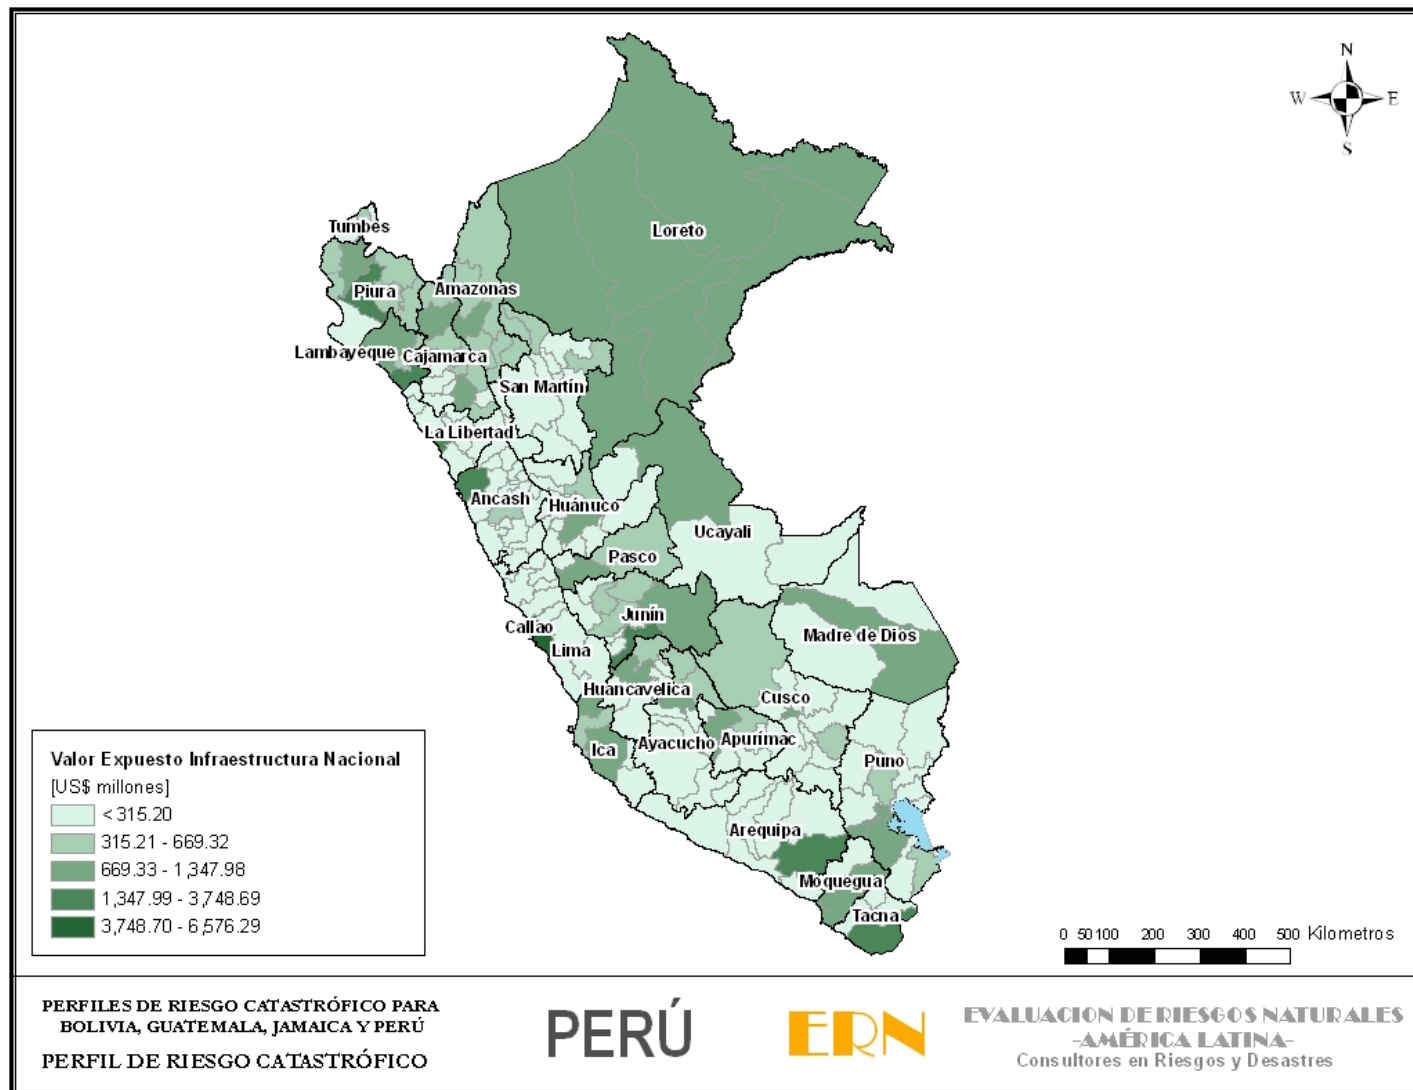 N
W E
S
Tumbes
Loreto
Piura
Amazonas
Lambayeque
Cajamarca
San Martín
La Libertad
Ancash
Huánuco
Ucayali
Pasco
Junín
Callao
Lima
Madre de Dios
Huancavelica
Cusco
Ica
Ayacucho
Apurímac
Puno
Arequipa
Moquegua
Tacna
Valor Expuesto Infraestructura Nacional
[US$ millones]
< 315.20
315.21 - 669.32
669.33 - 1,347.98
1,347.99 - 3,748.69
3,748.70 - 6,576.29
0 50 100 200 300 400 500 Kilometros
PERFILES DE RIESGO CATASTRÓFICO PARA
BOLIVIA, GUATEMALA, JAMAICA Y PERÚ
PERFIL DE RIESGO CATASTRÓFICO
PERÚ
ERN
EVALUACION DE RIESGOS NATURALES
-AMÉRICA LATINA-
Consultores en Riesgos y Desastres